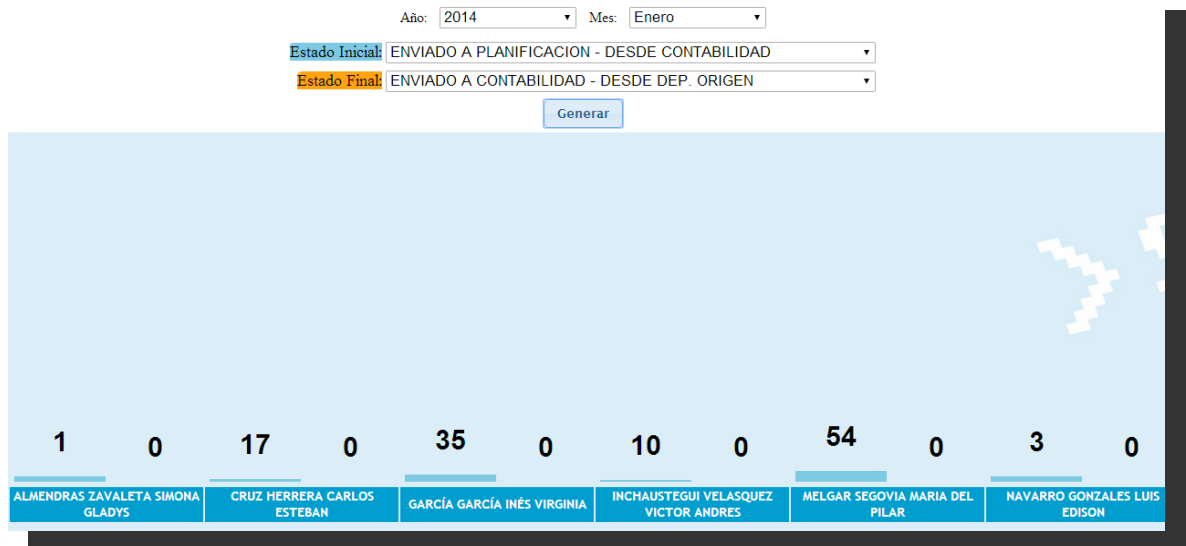 Año: 2014 Mes: Enero
Estado Inicial: ENVIADO A PLANIFICACION - DESDE CONTABILIDAD
Estado Final: ENVIADO A CONTABILIDAD - DESDE DEP. ORIGEN
Generar
1 0 17 0 35 0 10 0 54 0 3 0
ALMENDRAS ZAVALETA SIMONA
GLADYS
CRUZ HERRERA CARLOS
ESTEBAN
GARCÍA GARCÍA INÉS VIRGINIA
INCHAUSTEGUI VELASQUEZ
VICTOR ANDRES
MELGAR SEGOVIA MARIA DEL
PILAR
NAVARRO GONZALES LUIS
EDISON